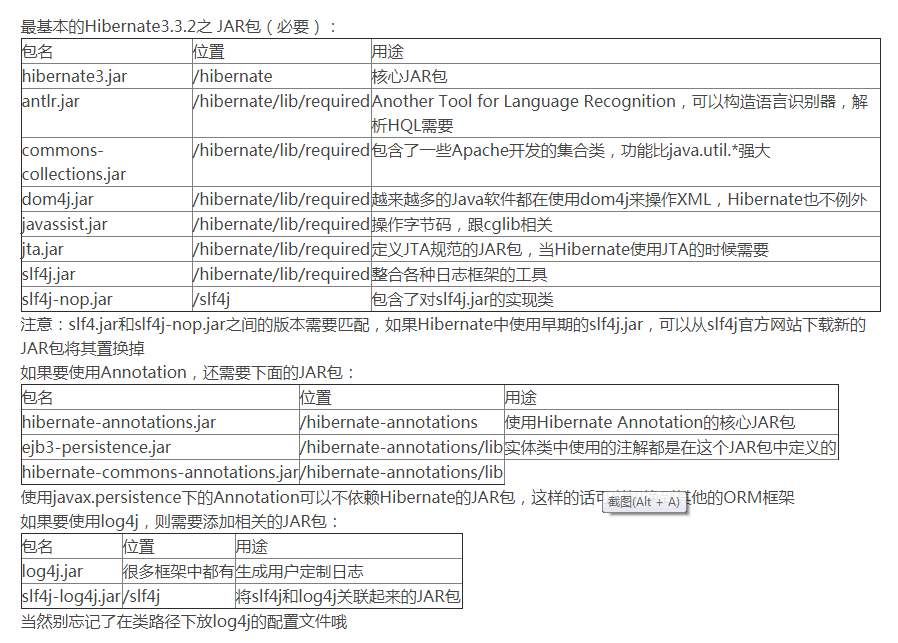 最基本的Hibernate3.3.2之 JAR包（必要）：
包名 位置 用途
hibernate3.jar /hibernate 核心JAR包
antlr.jar /hibernate/lib/required Another Tool for Language Recognition，可以构造语言识别器，解
析HQL需要
commons- /hibernate/lib/required 包含了一些Apache开发的集合类，功能比java.util.*强大
collections.jar
dom4j.jar /hibernate/lib/required 越来越多的Java软件都在使用dom4j来操作XML，Hibernate也不例外
javassist.jar /hibernate/lib/required 操作字节码，跟cglib相关
jta.jar /hibernate/lib/required 定义JTA规范的JAR包，当Hibernate使用JTA的时候需要
slf4j.jar /hibernate/lib/required 整合各种日志框架的工具
slf4j-nop.jar /slf4j 包含了对slf4j.jar的实现类
注意：slf4.jar和slf4j-nop.jar之间的版本需要匹配，如果Hibernate中使用早期的slf4j.jar，可以从slf4j官方网站下载新的
JAR包将其置换掉
如果要使用Annotation，还需要下面的JAR包：
包名 位置 用途
hibernate-annotations.jar /hibernate-annotations 使用Hibernate Annotation的核心JAR包
ejb3-persistence.jar /hibernate-annotations/lib 实体类中使用的注解都是在这个JAR包中定义的
hibernate-commons-annotations.jar /hibernate-annotations/lib
使用javax.persistence下的Annotation可以不依赖Hibernate的JAR包，这样的话可 其他的ORM框架
截图(Alt + A)
如果要使用log4j，则需要添加相关的JAR包：
包名 位置 用途
log4j.jar 很多框架中都有 生成用户定制日志
slf4j-log4j.jar /slf4j 将slf4j和log4j关联起来的JAR包
当然别忘记了在类路径下放log4j的配置文件哦